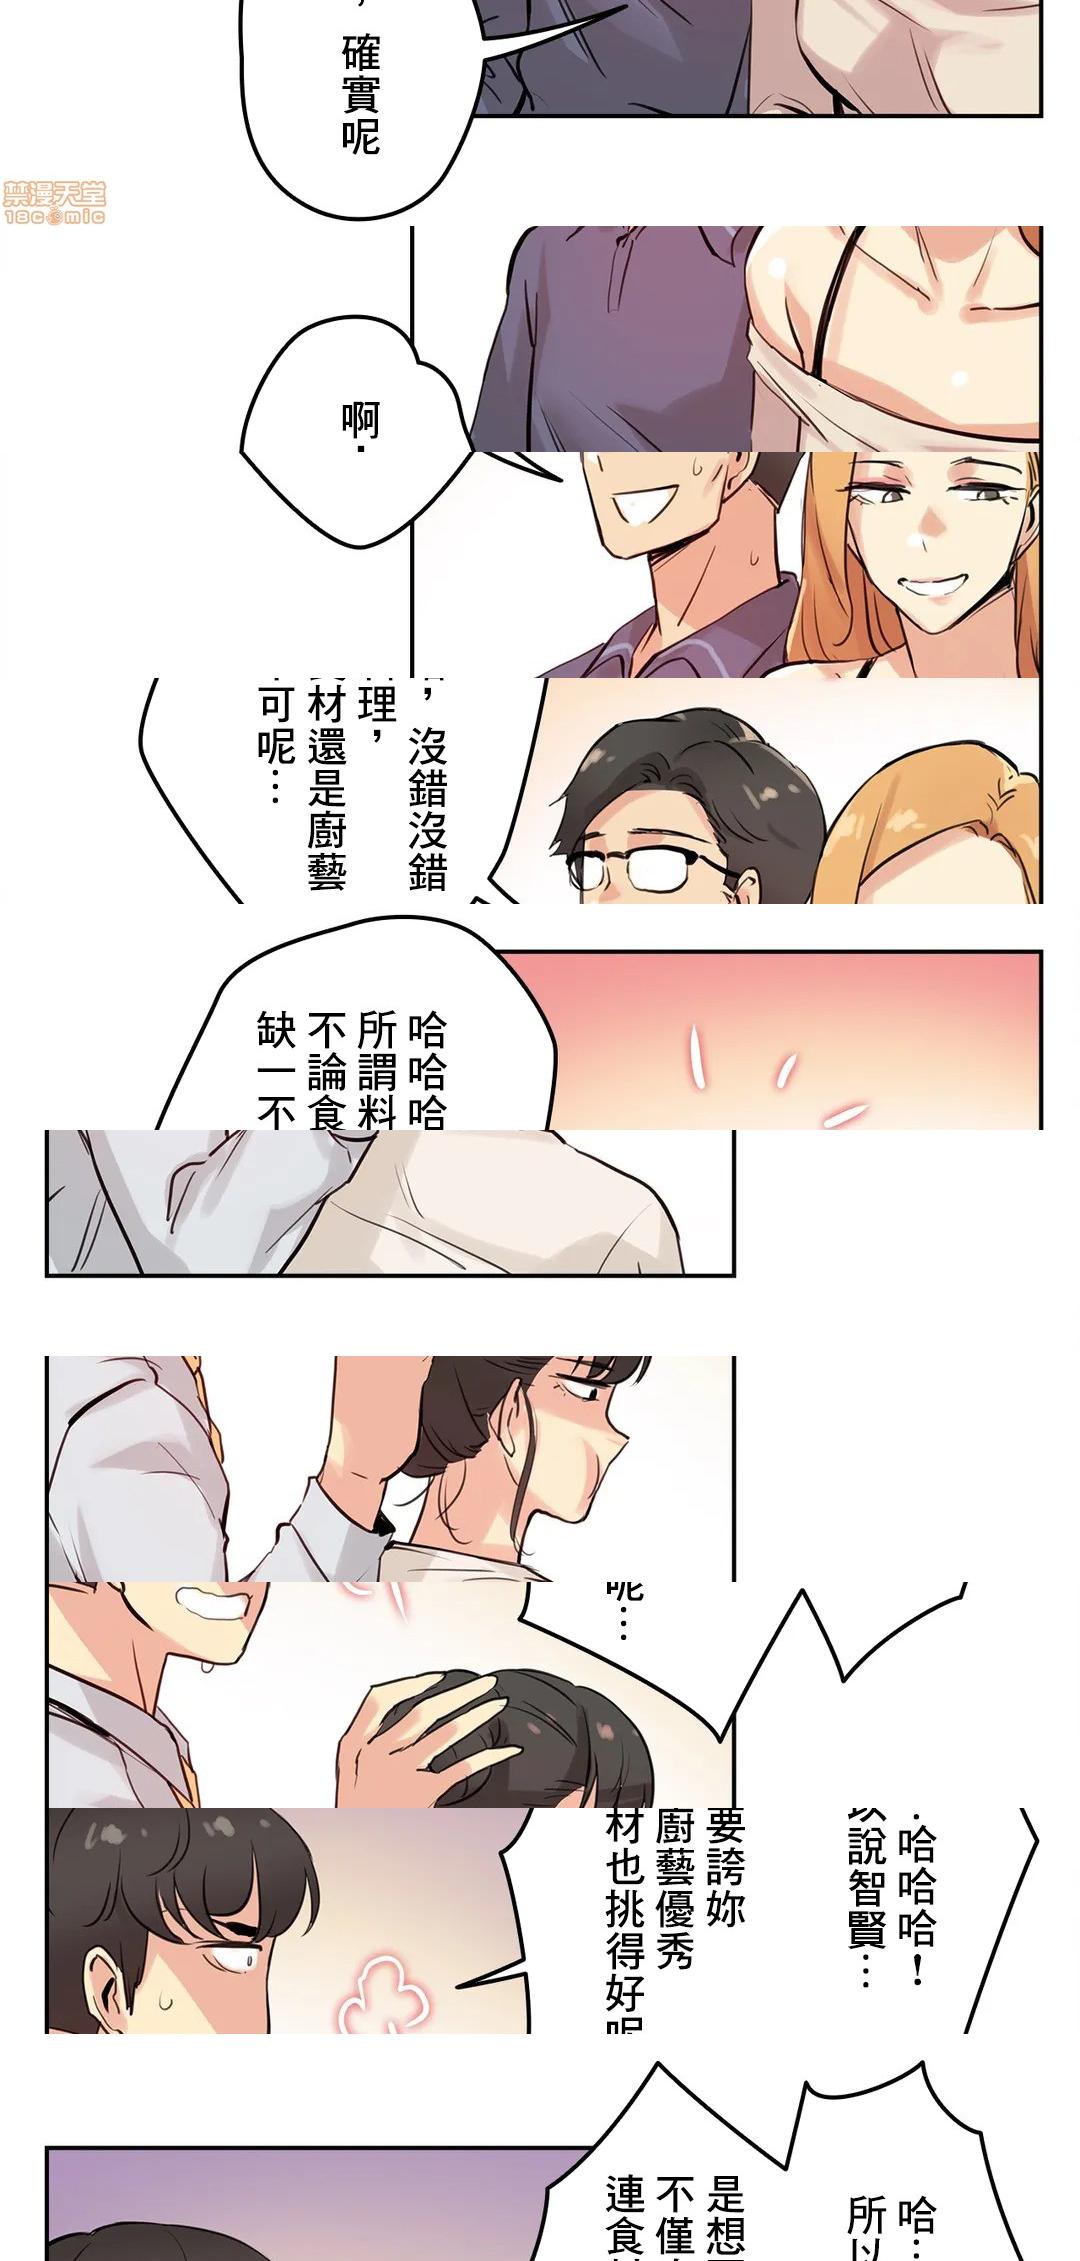 ，確實呢
禁漫天堂
18comic
啊·
，沒錯沒錯
理，
材還是廚藝
可呢…
哈哈哈
所謂料
不論食
缺一不
呢…
·哈哈哈！
說智賢…
要誇妳
廚藝優秀
材也挑得好呢
哈…
所以
是想
不僅
連食